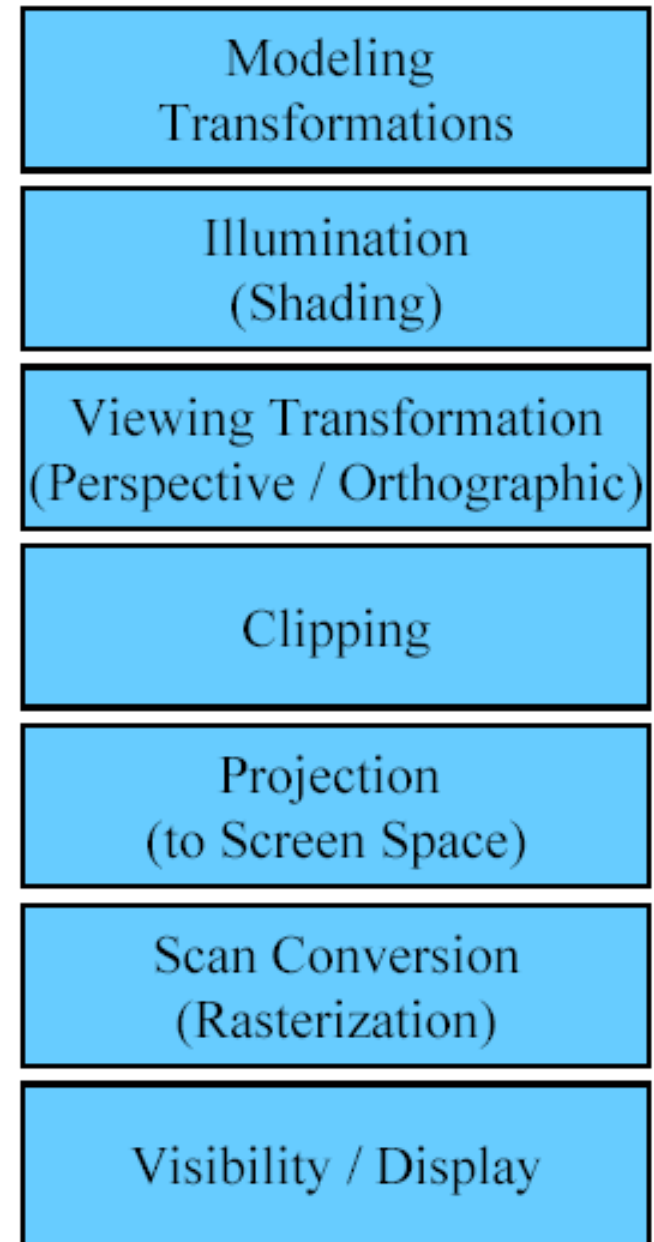 Modeling
Transformations
Illumination
(Shading)
Viewing Transformation
(Perspective / Orthographic)
Clipping
Projection
(to Screen Space)
Scan Conversion
(Rasterization)
Visibility / Display